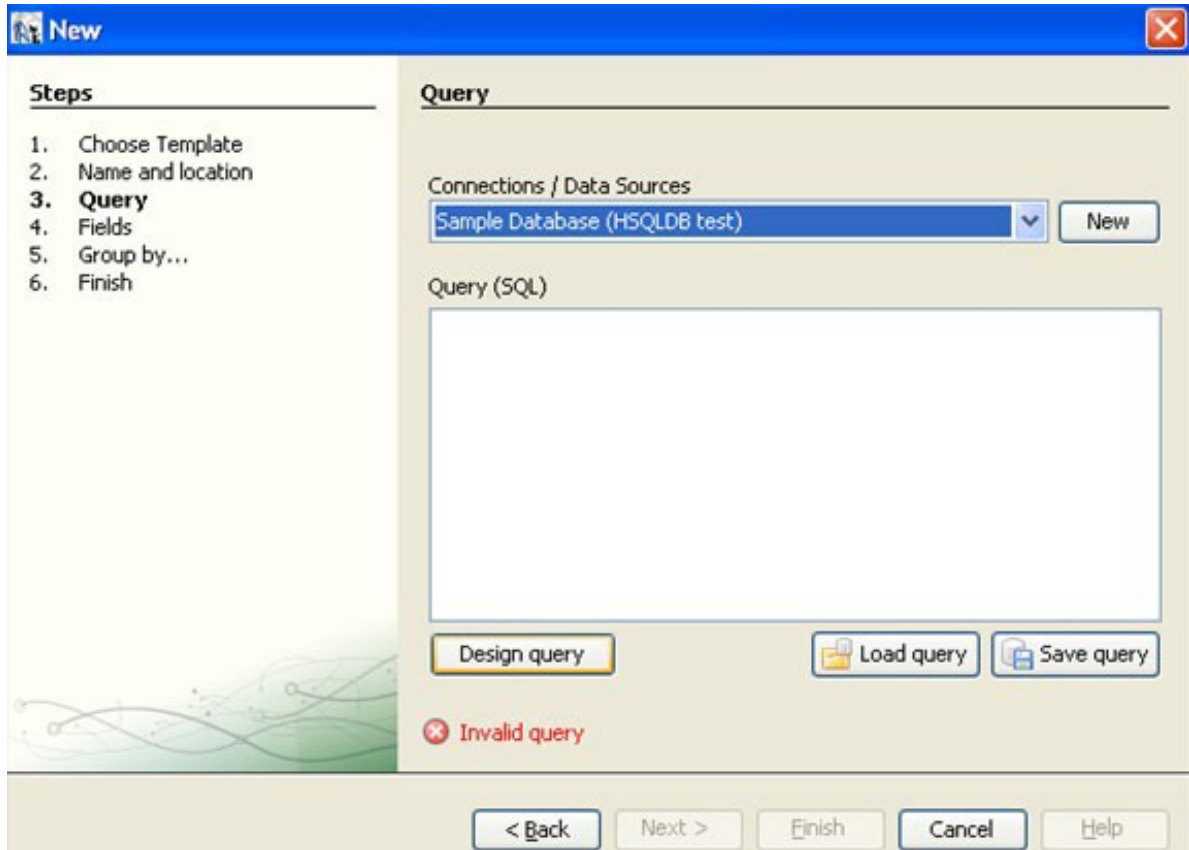 New
Steps
1. Choose Template
2. Name and location
3. Query
4. Fields
5. Group by...
6. Finish
Query
Connections / Data Sources
Sample Database (HSQLDB test)
New
Query (SQL)
Design query
Load query
Save query
Invalid query
< Back
Next >
Finish
Cancel
Help